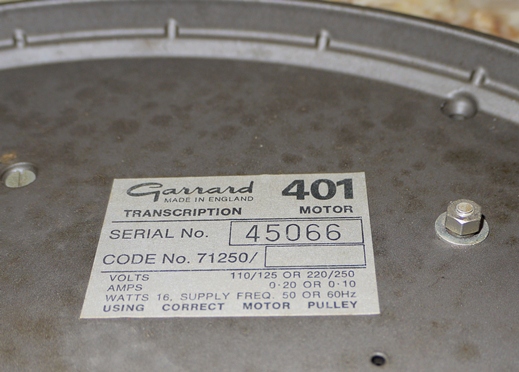 Garrard 401
MADE IN ENGLAND
TRANSCRIPTION MOTOR
SERIAL No. 45066
CODE No. 71250/
VOLTS 110/125 OR 220/250
AMPS 0·20 OR 0·10
WATTS 16, SUPPLY FREQ. 50 OR 60Hz
USING CORRECT MOTOR PULLEY